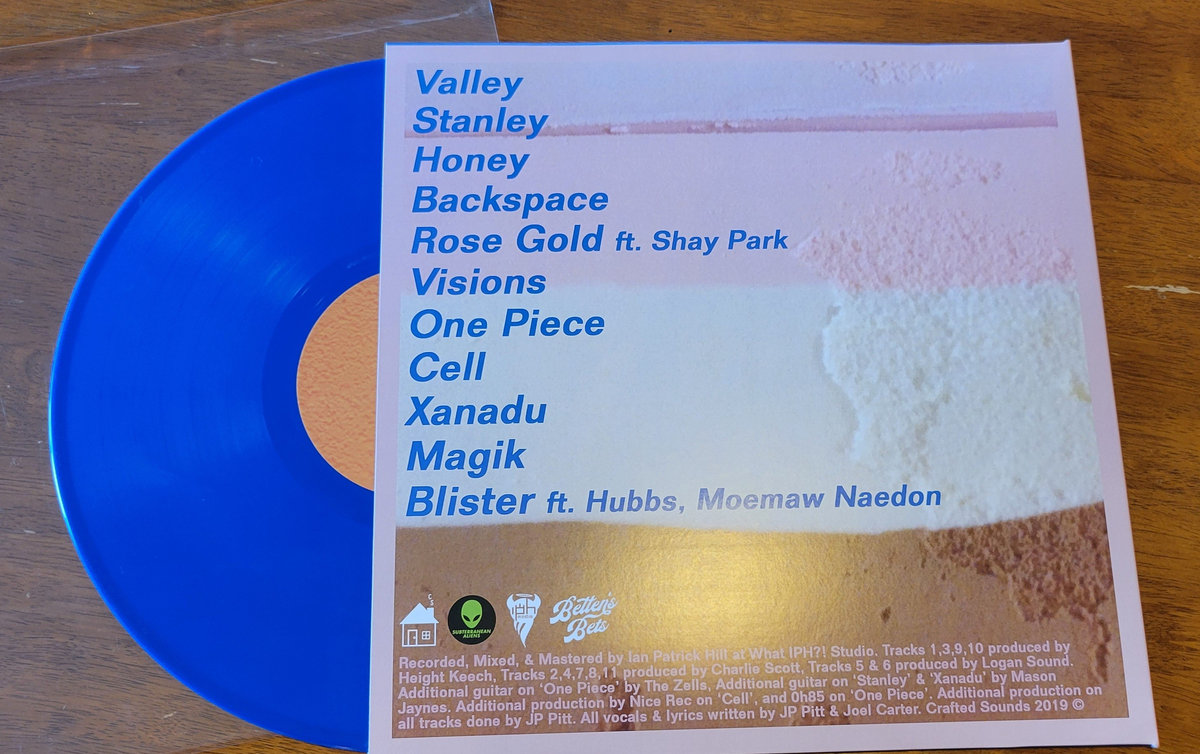 Valley
Stanley
Honey
Backspace
Rose Gold ft. Shay Park
Visions
One Piece
Cell
Xanadu
Magik
Blister ft. Hubbs, Moemaw Naedon
CS
SUBTERRANEAN
ALIENS
iph
media
Betten's
Bets
Recorded, Mixed, & Mastered by Ian Patrick Hill at What IPH?! Studio. Tracks 1,3,9,10 produced by
Height Keech, Tracks 2,4,7,8,11 produced by Charlie Scott, Tracks 5 & 6 produced by Logan Sound.
Additional guitar on ‘One Piece’ by The Zells, Additional guitar on ‘Stanley’ & ‘Xanadu’ by Mason
Jaynes. Additional production by Nice Rec on ‘Cell’, and 0h85 on ‘One Piece’. Additional production on
all tracks done by JP Pitt. All vocals & lyrics written by JP Pitt & Joel Carter. Crafted Sounds 2019 ©